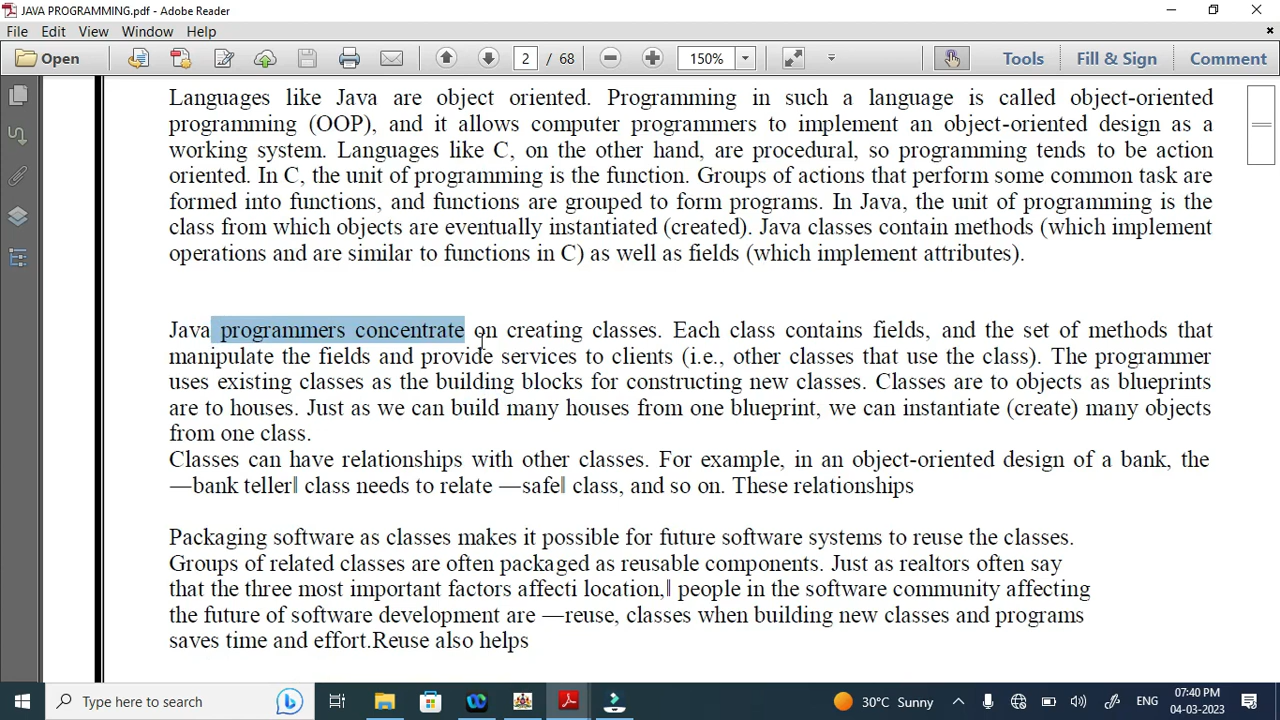 JAVA PROGRAMMING.pdf - Adobe Reader
File Edit View Window Help
Open 2 / 68 150% Tools Fill & Sign Comment
Languages like Java are object oriented. Programming in such a language is called object-oriented
programming (OOP), and it allows computer programmers to implement an object-oriented design as a
working system. Languages like C, on the other hand, are procedural, so programming tends to be action
oriented. In C, the unit of programming is the function. Groups of actions that perform some common task are
formed into functions, and functions are grouped to form programs. In Java, the unit of programming is the
class from which objects are eventually instantiated (created). Java classes contain methods (which implement
operations and are similar to functions in C) as well as fields (which implement attributes).
Java programmers concentrate on creating classes. Each class contains fields, and the set of methods that
manipulate the fields and provide services to clients (i.e., other classes that use the class). The programmer
uses existing classes as the building blocks for constructing new classes. Classes are to objects as blueprints
are to houses. Just as we can build many houses from one blueprint, we can instantiate (create) many objects
from one class.
Classes can have relationships with other classes. For example, in an object-oriented design of a bank, the
―bank teller‖ class needs to relate ―safe‖ class, and so on. These relationships
Packaging software as classes makes it possible for future software systems to reuse the classes.
Groups of related classes are often packaged as reusable components. Just as realtors often say
that the three most important factors affecti location,‖ people in the software community affecting
the future of software development are ―reuse, classes when building new classes and programs
saves time and effort.Reuse also helps
Type here to search 30°C Sunny ENG 07:40 PM
04-03-2023